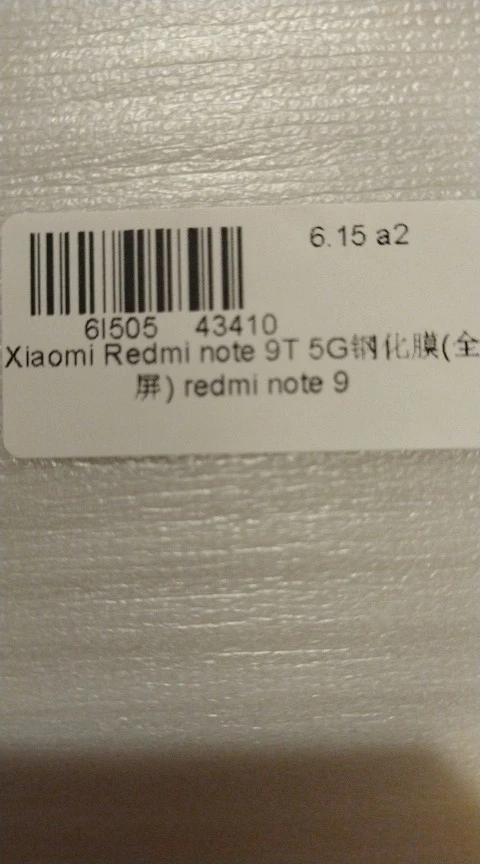 6.15 a2
6I505 43410
Xiaomi Redmi note 9T 5G钢化膜(全
屏) redmi note 9